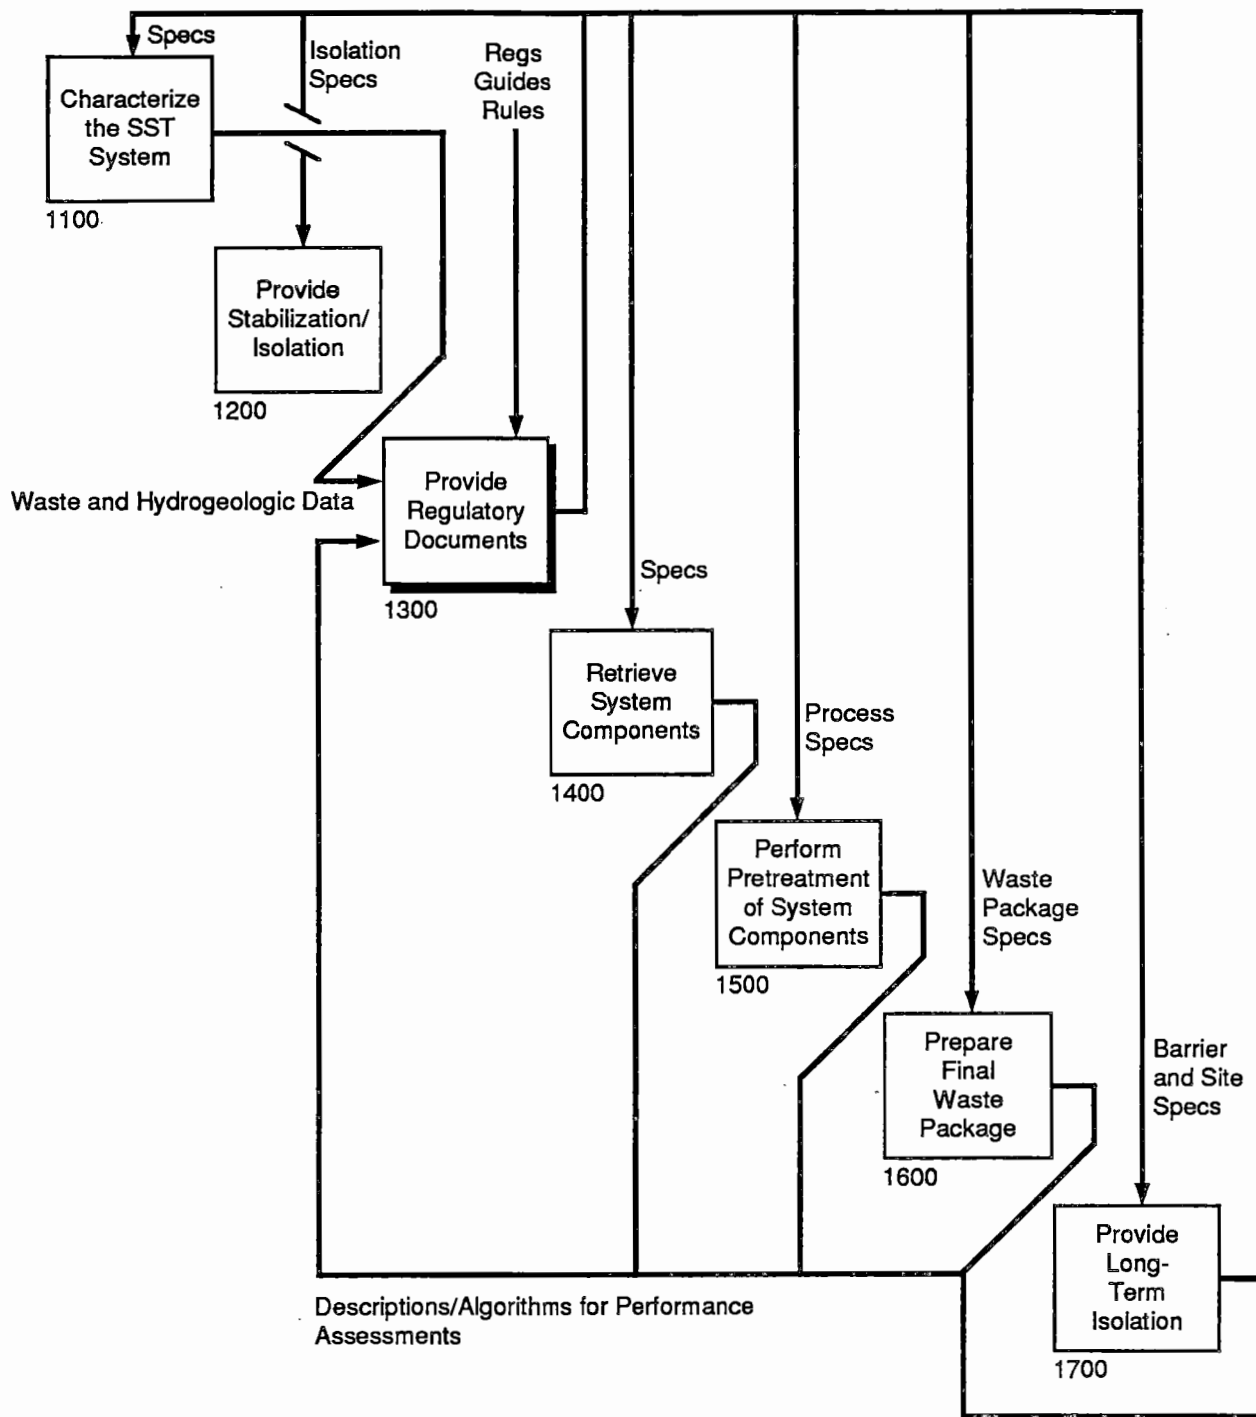 Specs
Isolation
Specs
Regs
Guides
Rules
Characterize
the SST
System
1100
Provide
Stabilization/
Isolation
1200
Waste and Hydrogeologic Data
Provide
Regulatory
Documents
1300
Specs
Retrieve
System
Components
1400
Process
Specs
Perform
Pretreatment
of System
Components
1500
Waste
Package
Specs
Prepare
Final
Waste
Package
1600
Barrier
and Site
Specs
Provide
Long-
Term
Isolation
1700
Descriptions/Algorithms for Performance
Assessments